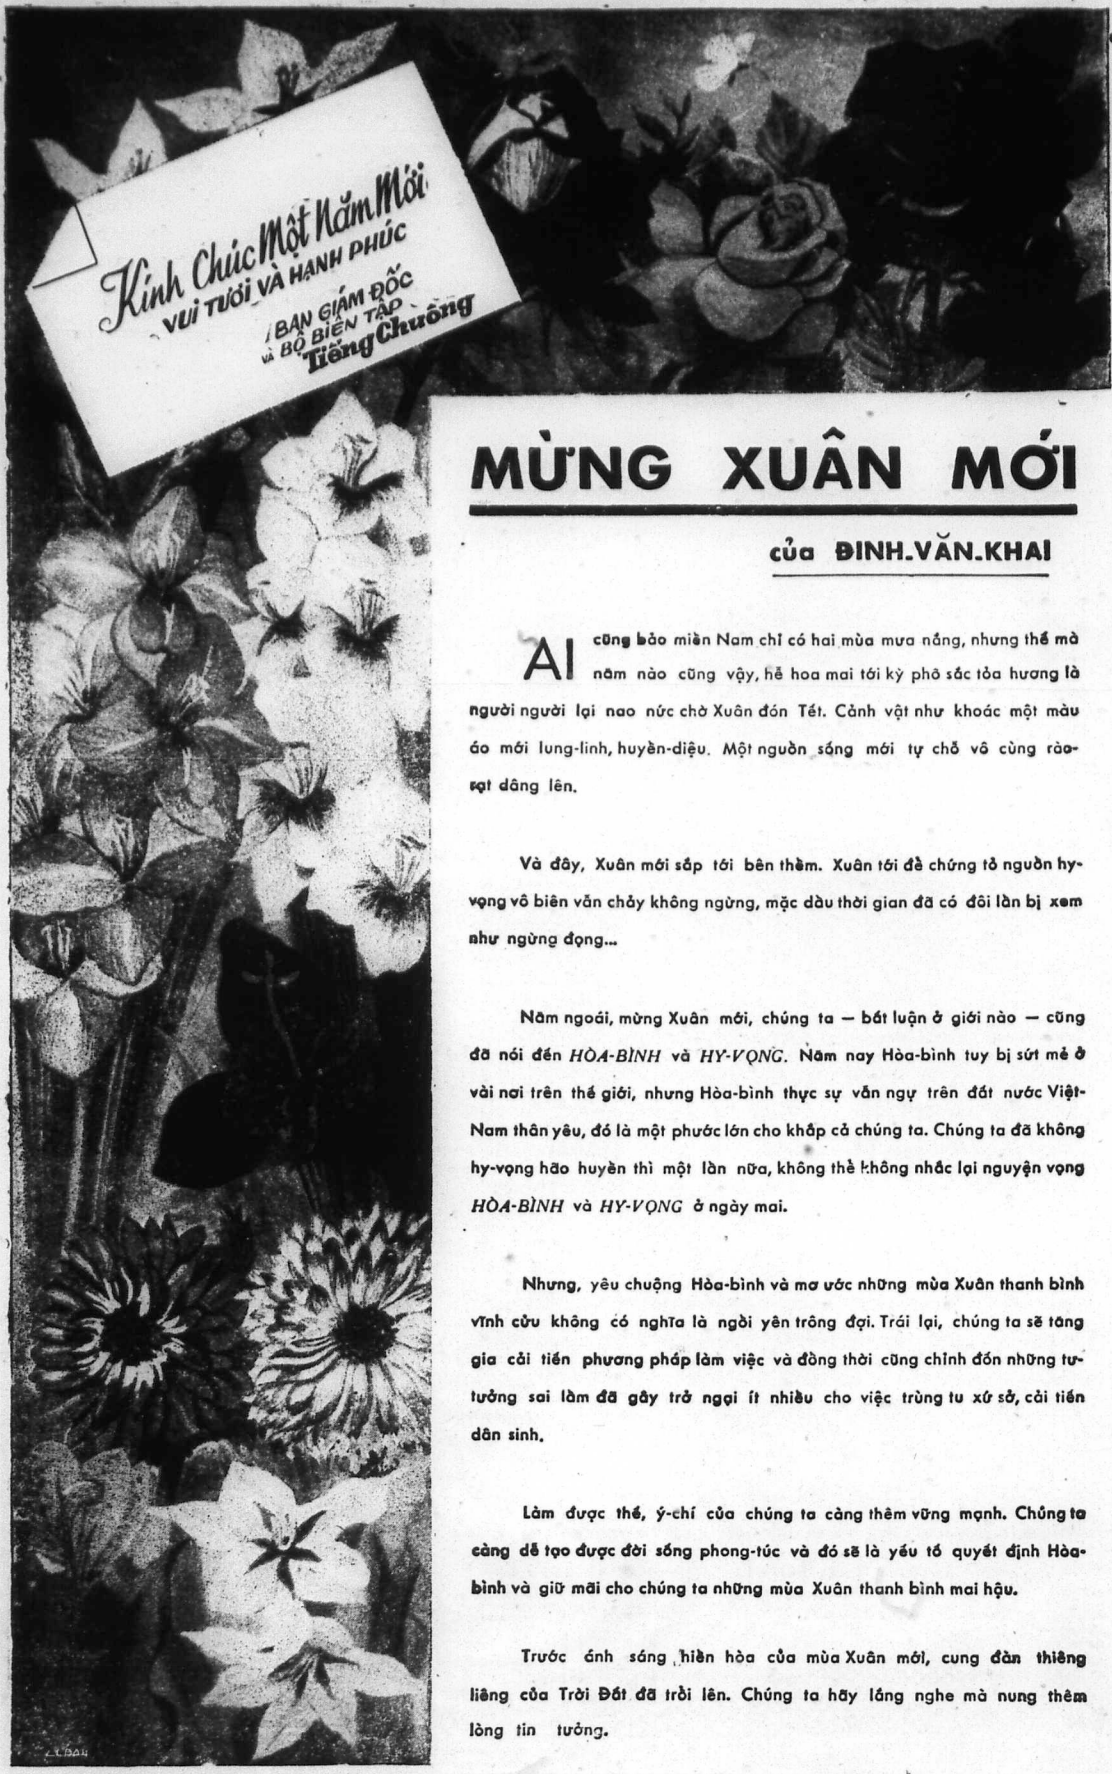 Kính Chúc Một Năm Mới
VUI TƯƠI VÀ HẠNH PHÚC
BAN GIÁM ĐỐC
VÀ BỘ BIÊN TẬP
Tiếng Chuông
MỪNG XUÂN MỚI
của ĐINH-VĂN-KHAI
AI cũng bảo miền Nam chỉ có hai mùa mưa nắng, nhưng thế mà
năm nào cũng vậy, hễ hoa mai tới kỳ phô sắc tỏa hương là
người người lại nao nức chờ Xuân đón Tết. Cảnh vật như khoác một màu
áo mới lung-linh, huyền-diệu. Một nguồn sống mới tự chỗ vô cùng rào-
rạt dâng lên.
Và đây, Xuân mới sắp tới bên thềm. Xuân tới để chứng tỏ nguồn hy-
vọng vô biên vẫn chảy không ngừng, mặc dầu thời gian đã có đôi lần bị xem
như ngừng đọng...
Năm ngoái, mừng Xuân mới, chúng ta — bất luận ở giới nào — cũng
đã nói đến HÒA-BÌNH và HY-VỌNG. Năm nay Hòa-bình tuy bị sứt mẻ ở
vài nơi trên thế giới, nhưng Hòa-bình thực sự vẫn ngự trên đất nước Việt-
Nam thân yêu, đó là một phước lớn cho khắp cả chúng ta. Chúng ta đã không
hy-vọng hão huyền thì một lần nữa, không thể không nhắc lại nguyện vọng
HÒA-BÌNH và HY-VỌNG ở ngày mai.
Nhưng, yêu chuộng Hòa-bình và mơ ước những mùa Xuân thanh bình
vĩnh cửu không có nghĩa là ngồi yên trông đợi. Trái lại, chúng ta sẽ tăng
gia cải tiến phương pháp làm việc và đồng thời cũng chỉnh đốn những tư-
tưởng sai lầm đã gây trở ngại ít nhiều cho việc trùng tu xứ sở, cải tiến
dân sinh.
Làm được thế, ý-chí của chúng ta càng thêm vững mạnh. Chúng ta
càng dễ tạo được đời sống phong-túc và đó sẽ là yếu tố quyết định Hòa-
bình và giữ mãi cho chúng ta những mùa Xuân thanh bình mai hậu.
Trước ánh sáng hiền hòa của mùa Xuân mới, cung đàn thiêng
liêng của Trời Đất đã trỗi lên. Chúng ta hãy lắng nghe mà nung thêm
lòng tin tưởng.